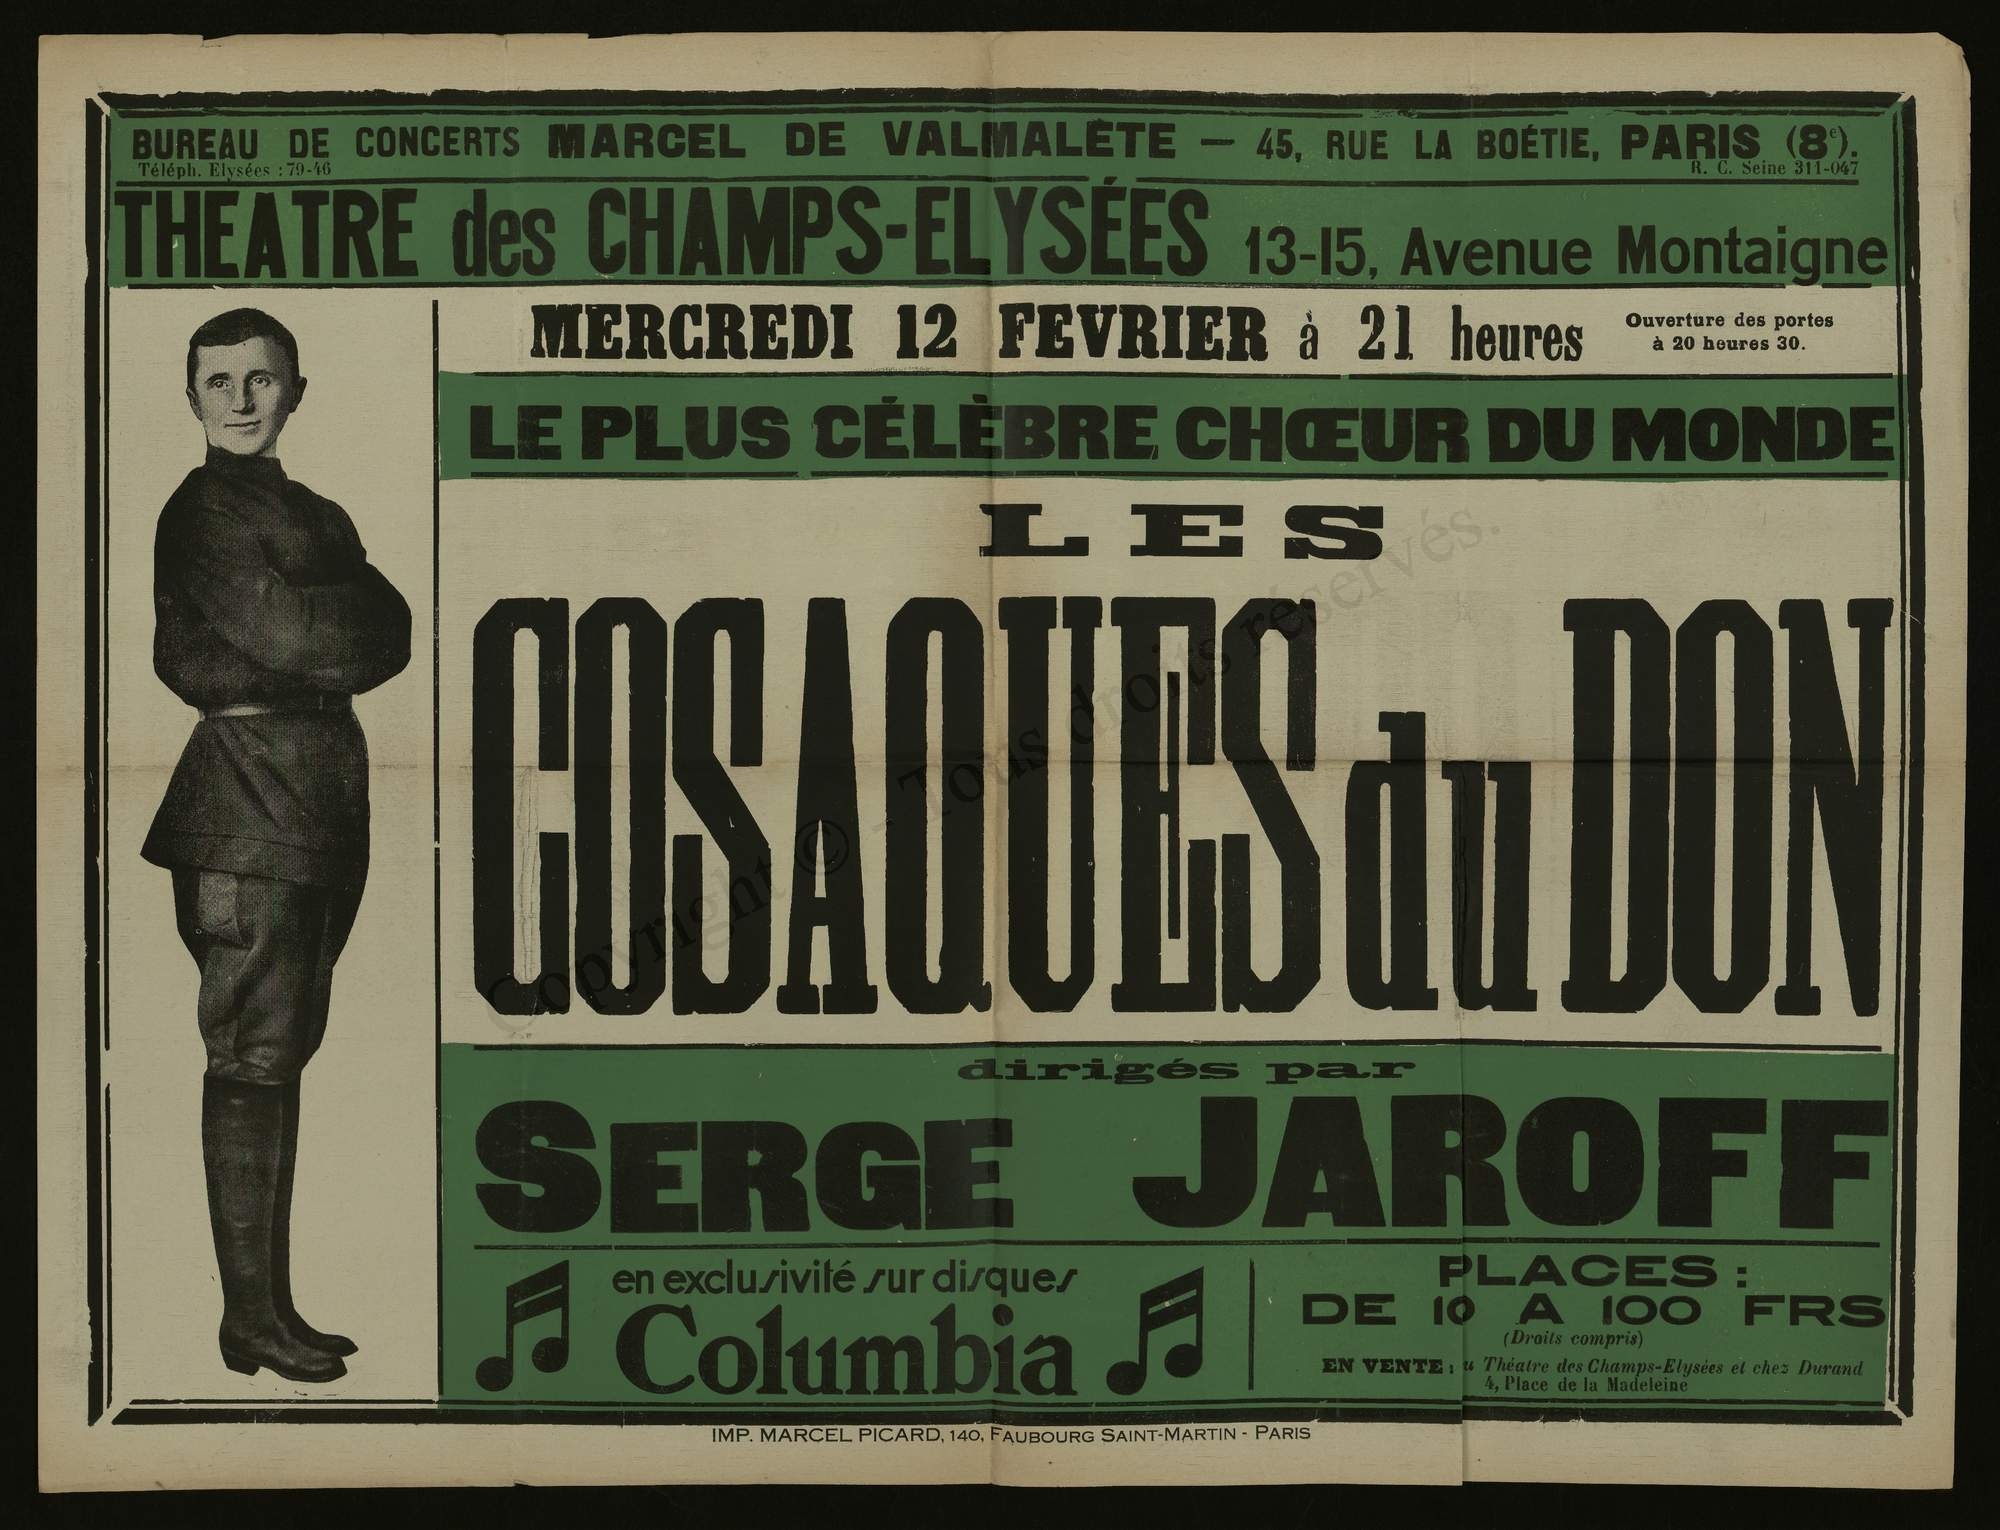 BUREAU DE CONCERTS MARCEL DE VALMALÈTE — 45, RUE LA BOÉTIE, PARIS (8e).
Téléph. Elysées : 79-46
R. C. Seine 311-047
THEATRE des CHAMPS-ELYSÉES 13-15, Avenue Montaigne
MERCREDI 12 FEVRIER à 21 heures
Ouverture des portes
à 20 heures 30.
LE PLUS CÉLÈBRE CHŒUR DU MONDE
LES
COSAQUES du DON
dirigés par
SERGE JAROFF
en exclusivité sur disques
Columbia
PLACES :
DE 10 A 100 FRS
(Droits compris)
EN VENTE : u Théatre des Champs-Elysées et chez Durand
4, Place de la Madeleine
IMP. MARCEL PICARD, 140, FAUBOURG SAINT-MARTIN - PARIS
Copyright © - Tous droits réservés.